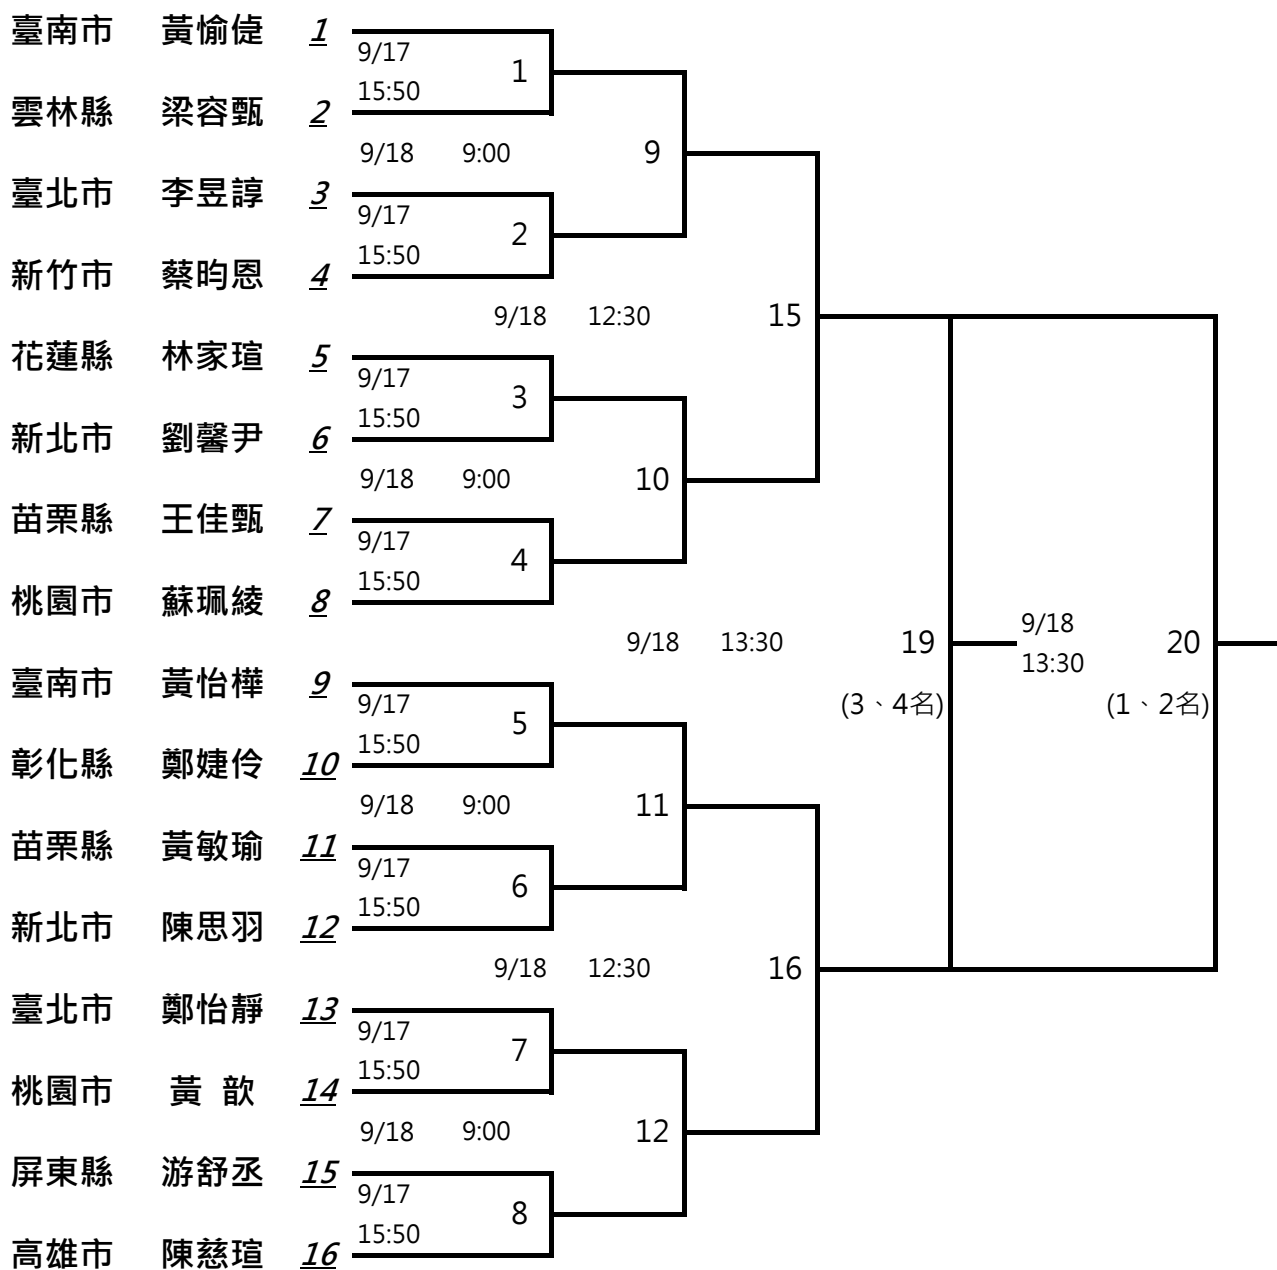 臺南市 黃愉偼 1
9/17 1
15:50
雲林縣 梁容甄 2
9/18 9:00 9
臺北市 李昱諄 3
9/17 2
15:50
新竹市 蔡昀恩 4
9/18 12:30 15
花蓮縣 林家瑄 5
9/17 3
15:50
新北市 劉馨尹 6
9/18 9:00 10
苗栗縣 王佳甄 7
9/17 4
15:50
桃園市 蘇珮綾 8
9/18 13:30 19 9/18 20
13:30
(3、4名) (1、2名)
臺南市 黃怡樺 9
9/17 5
15:50
彰化縣 鄭婕伶 10
9/18 9:00 11
苗栗縣 黃敏瑜 11
9/17 6
15:50
新北市 陳思羽 12
9/18 12:30 16
臺北市 鄭怡靜 13
9/17 7
15:50
桃園市 黃歆 14
9/18 9:00 12
屏東縣 游舒丞 15
9/17 8
15:50
高雄市 陳慈瑄 16